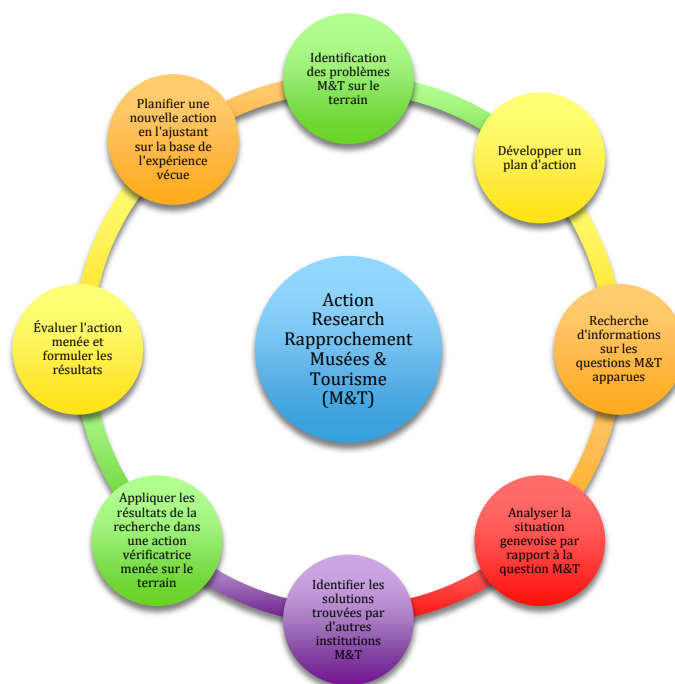 Identification
des problèmes
M&T sur le
terrain
Développer un
plan d'action
Recherche
d'informations
sur les
questions M&T
apparues
Analyser la
situation
genevoise par
rapport à la
question M&T
Identifier les
solutions
trouvées par
d'autres
institutions
M&T
Appliquer les
résultats de la
recherche dans
une action
vérificatrice
menée sur le
terrain
Évaluer l'action
menée et
formuler les
résultats
Planifier une
nouvelle action
en l'ajustant
sur la base de
l'expérience
vécue
Action
Research
Rapprochement
Musées &
Tourisme
(M&T)